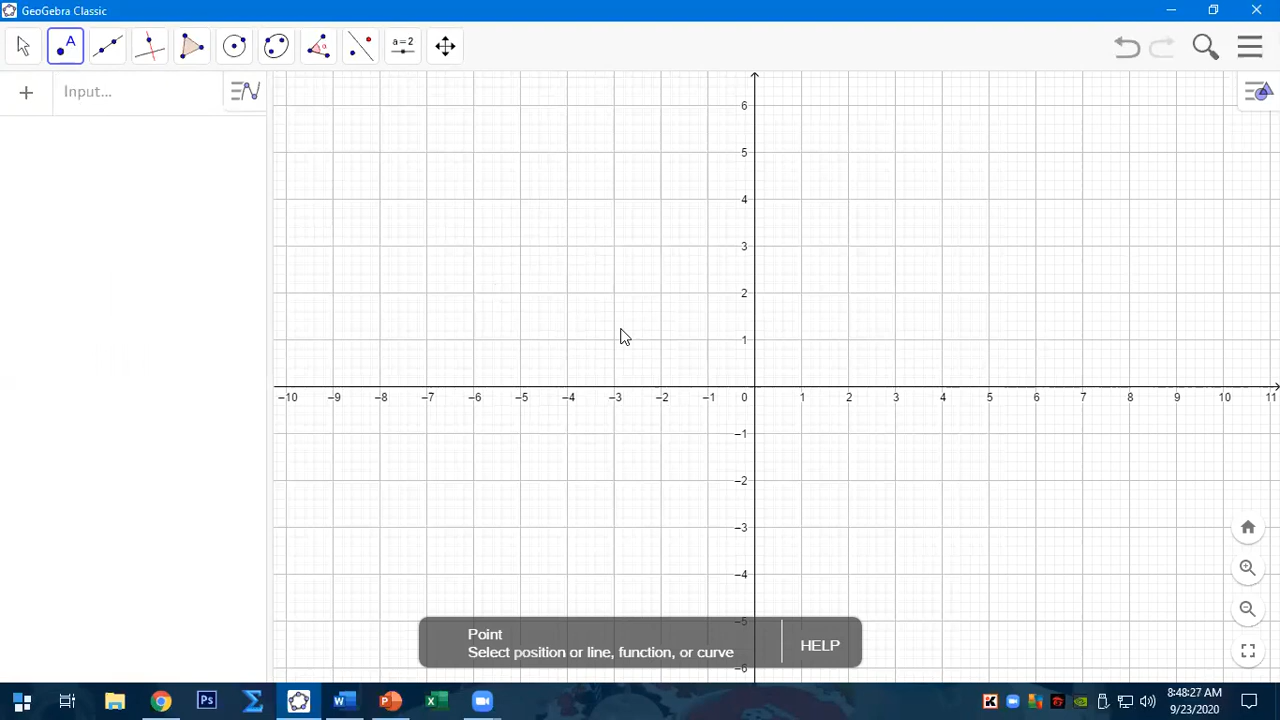 GeoGebra Classic
A
a=2
Input...
6
5
4
3
2
1
−10 −9 −8 −7 −6 −5 −4 −3 −2 −1 0 1 2 3 4 5 6 7 8 9 10 11
−1
−2
−3
−4
−5
−6
Point
Select position or line, function, or curve
HELP
Ps
8:48:27 AM
9/23/2020